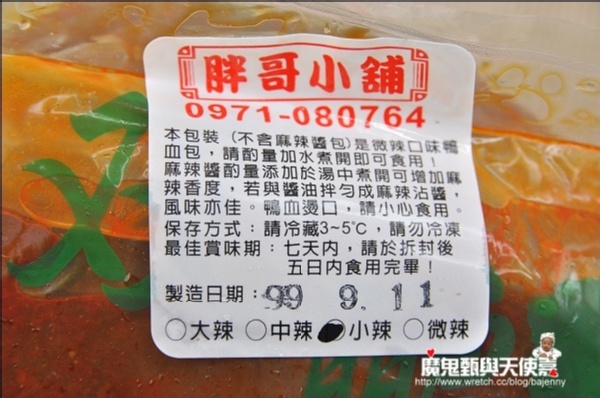 胖哥小舖
0971-080764
本包裝 (不含麻辣醬包)是微辣口味鴨
血包，請酌量加水煮開即可食用！
麻辣醬酌量添加於湯中煮開可增加麻
辣香度，若與醬油拌勻成麻辣沾醬，
風味亦佳。鴨血燙口，請小心食用。
保存方式：請冷藏3~5℃，請勿冷凍
最佳賞味期：七天內，請於拆封後
五日內食用完畢！
製造日期：99 9.11
○大辣 ○中辣 ●小辣 ○微辣
魔鬼甄與天使嘉
http://www.wretch.cc/blog/bajenny